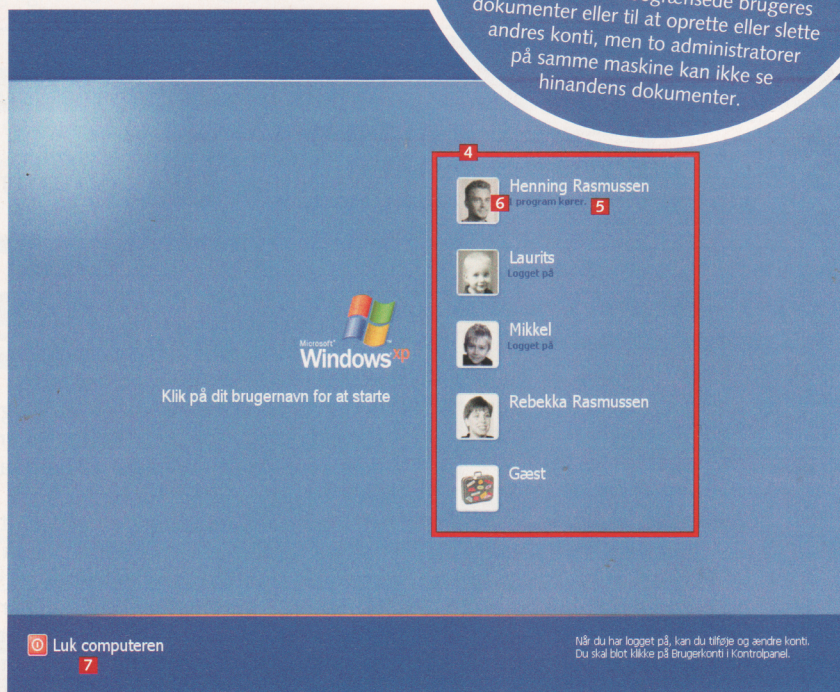 brugeres
dokumenter eller til at oprette eller slette
andres konti, men to administratorer
på samme maskine kan ikke se
hinandens dokumenter.
4
Henning Rasmussen
6 program kører. 5
Laurits
Logget på
Mikkel
Logget på
Microsoft
Windows xp
Klik på dit brugernavn for at starte
Rebekka Rasmussen
Gæst
Luk computeren
7
Når du har logget på, kan du tilføje og ændre konti.
Du skal blot klikke på Brugerkonti i Kontrolpanel.